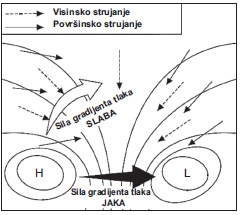 Visinsko strujanje
Površinsko strujanje
Sila gradijenta tlaka
SLABA
H
L
Sila gradijenta tlaka
JAKA